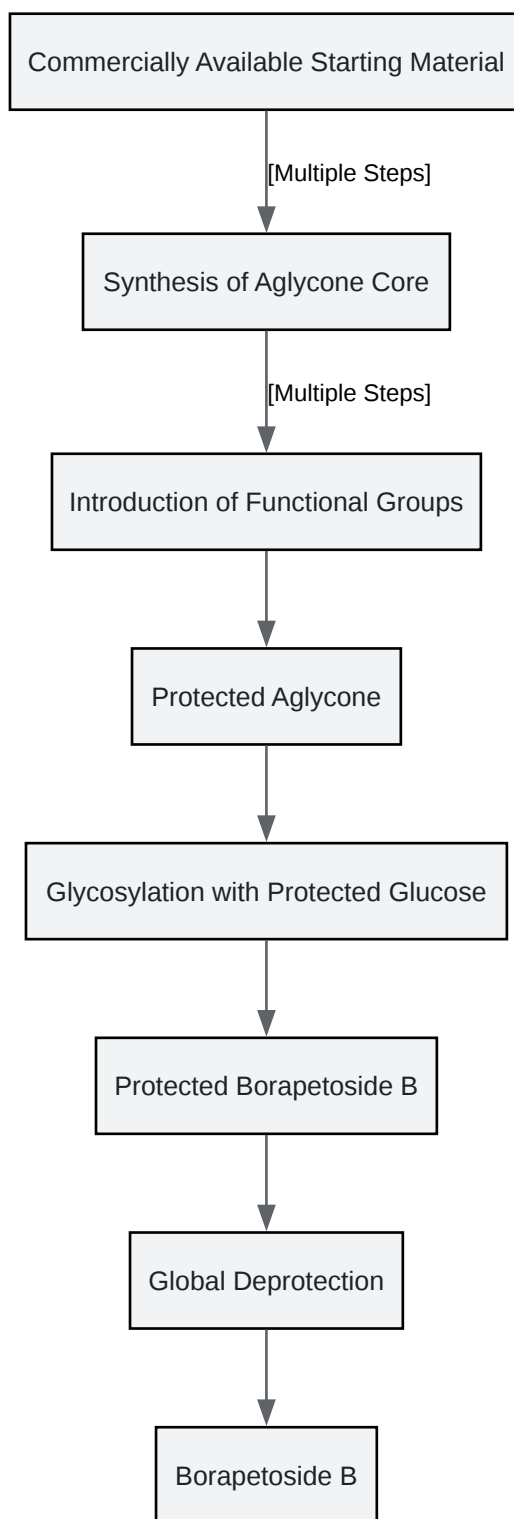 Commercially Available Starting Material
[Multiple Steps]
Synthesis of Aglycone Core
[Multiple Steps]
Introduction of Functional Groups
Protected Aglycone
Glycosylation with Protected Glucose
Protected Borapetoside B
Global Deprotection
Borapetoside B